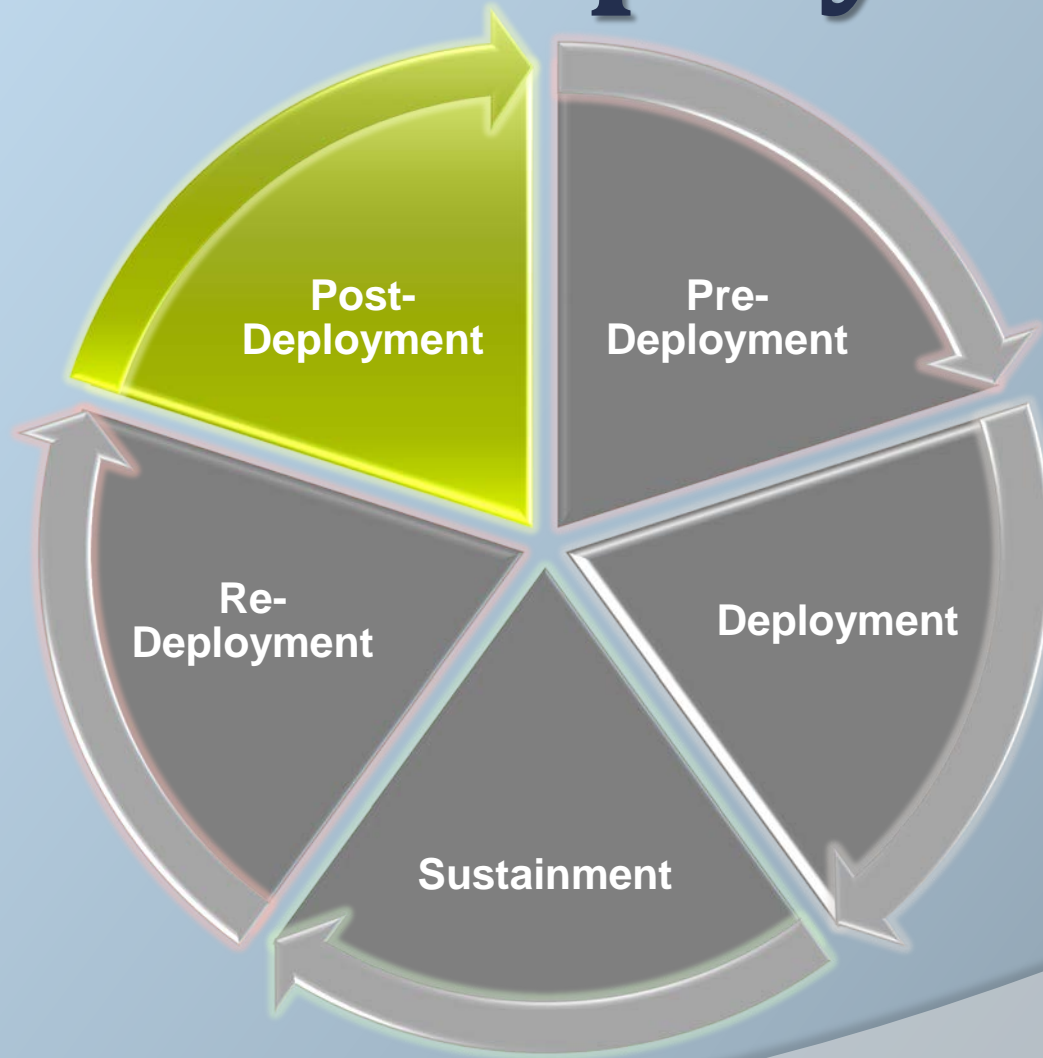 Post-
Deployment
Pre-
Deployment
Re-
Deployment
Deployment
Sustainment